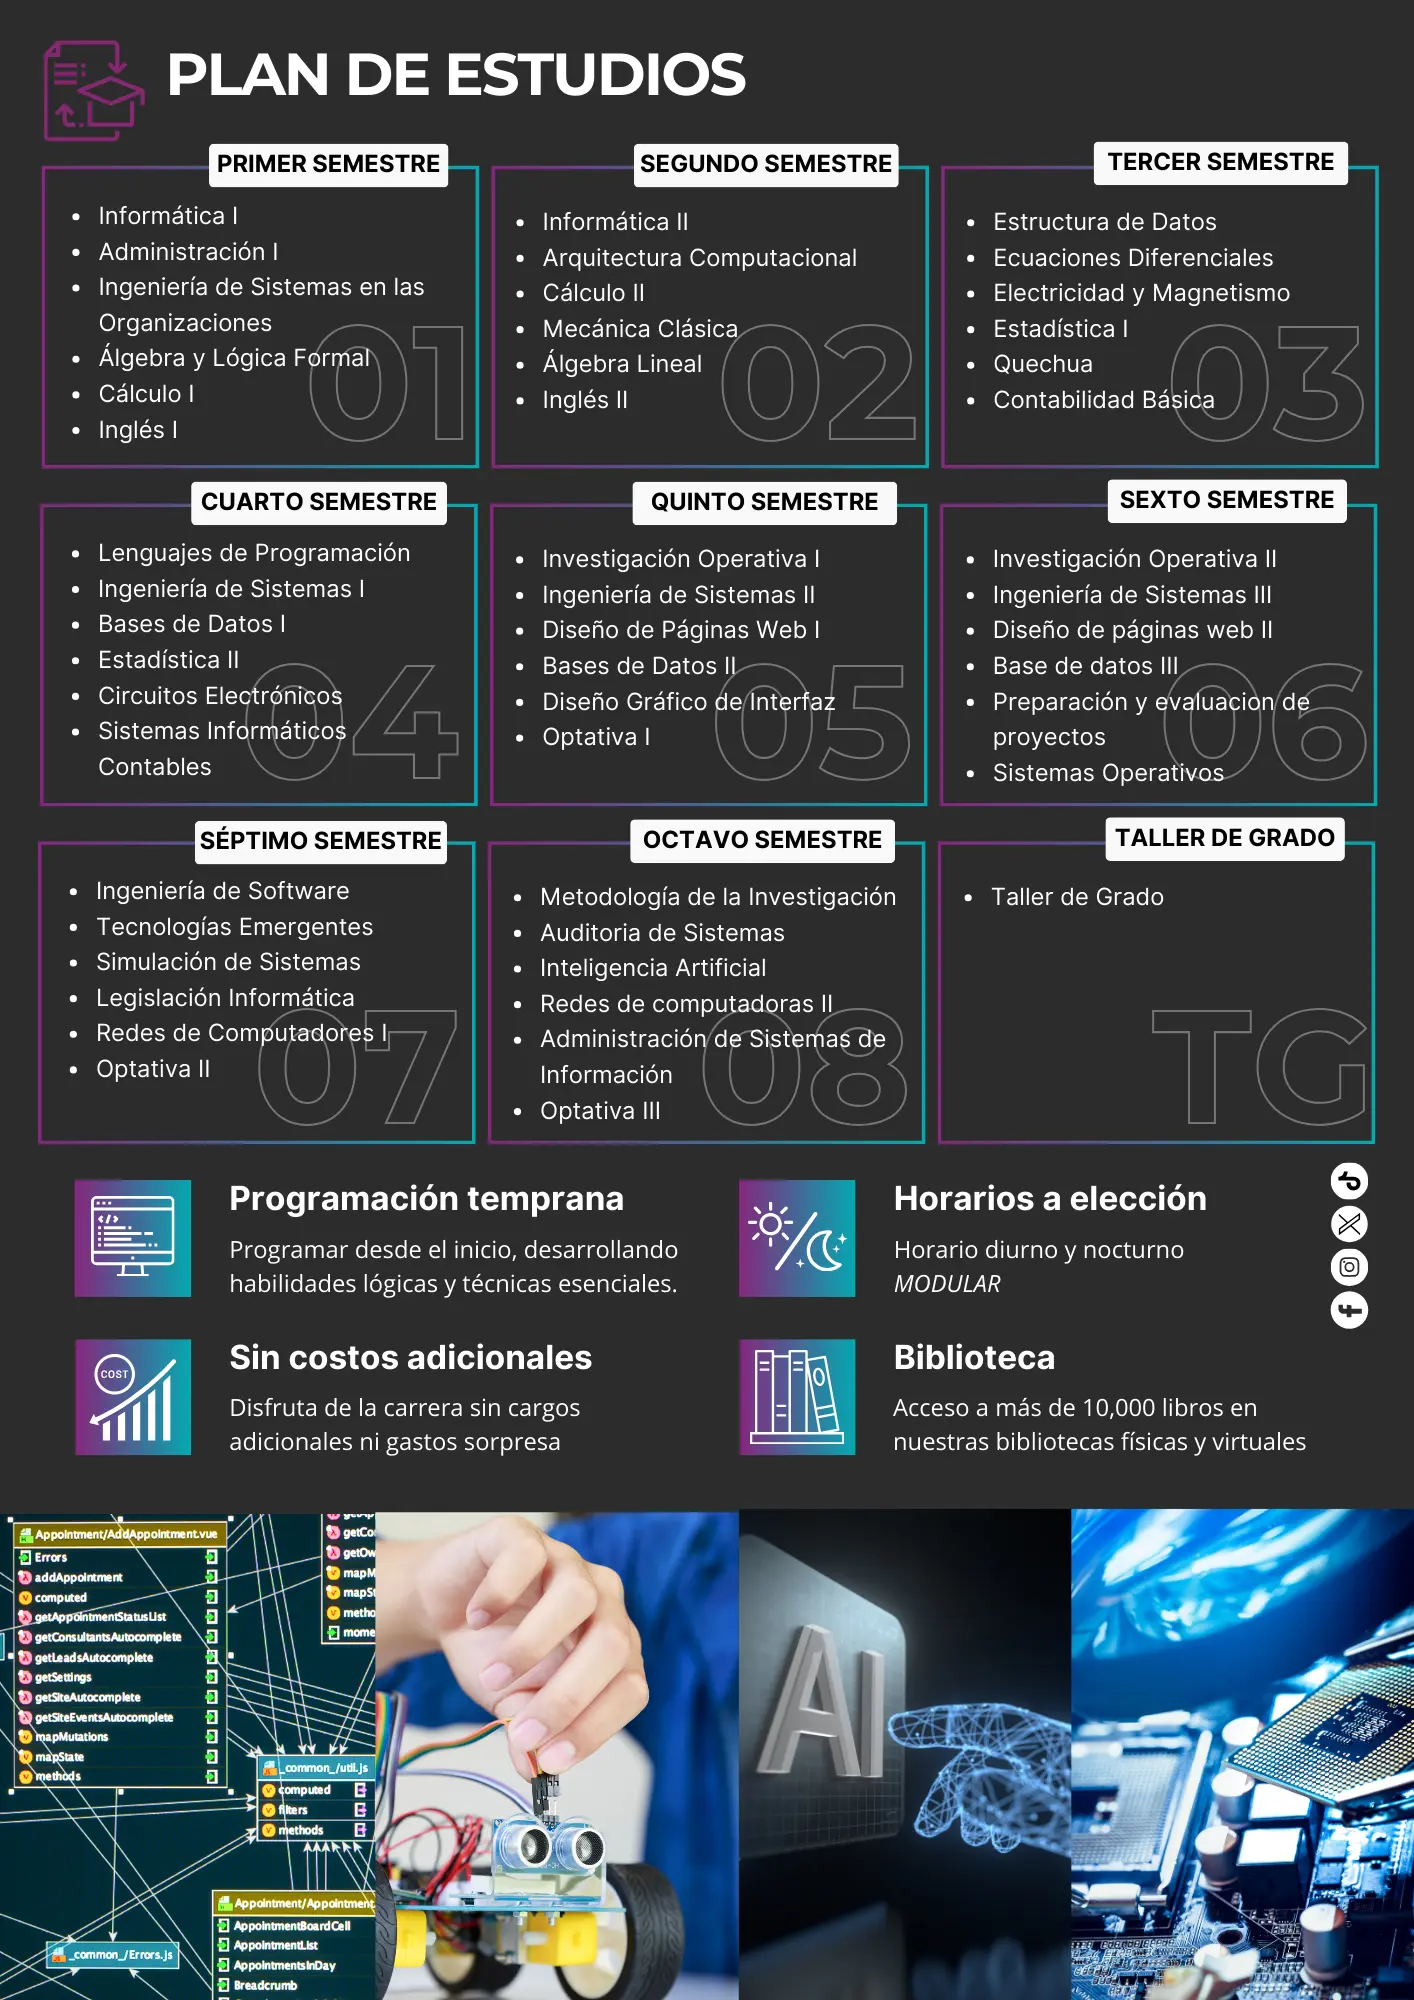 PLAN DE ESTUDIOS
PRIMER SEMESTRE
• Informática I
• Administración I
• Ingeniería de Sistemas en las
Organizaciones
• Álgebra y Lógica Formal
• Cálculo I
• Inglés I
01
SEGUNDO SEMESTRE
• Informática II
• Arquitectura Computacional
• Cálculo II
• Mecánica Clásica
• Álgebra Lineal
• Inglés II
02
TERCER SEMESTRE
• Estructura de Datos
• Ecuaciones Diferenciales
• Electricidad y Magnetismo
• Estadística I
• Quechua
• Contabilidad Básica
03
CUARTO SEMESTRE
• Lenguajes de Programación
• Ingeniería de Sistemas I
• Bases de Datos I
• Estadística II
• Circuitos Electrónicos
• Sistemas Informáticos
Contables
04
QUINTO SEMESTRE
• Investigación Operativa I
• Ingeniería de Sistemas II
• Diseño de Páginas Web I
• Bases de Datos II
• Diseño Gráfico de Interfaz
• Optativa I
05
SEXTO SEMESTRE
• Investigación Operativa II
• Ingeniería de Sistemas III
• Diseño de páginas web II
• Base de datos III
• Preparación y evaluacion de
proyectos
• Sistemas Operativos
06
SÉPTIMO SEMESTRE
• Ingeniería de Software
• Tecnologías Emergentes
• Simulación de Sistemas
• Legislación Informática
• Redes de Computadores I
• Optativa II
07
OCTAVO SEMESTRE
• Metodología de la Investigación
• Auditoria de Sistemas
• Inteligencia Artificial
• Redes de computadoras II
• Administración de Sistemas de
Información
• Optativa III
08
TALLER DE GRADO
• Taller de Grado
TG
Programación temprana
Programar desde el inicio, desarrollando
habilidades lógicas y técnicas esenciales.
Horarios a elección
Horario diurno y nocturno
MODULAR
COST
Sin costos adicionales
Disfruta de la carrera sin cargos
adicionales ni gastos sorpresa
Biblioteca
Acceso a más de 10,000 libros en
nuestras bibliotecas físicas y virtuales
Appointment/AddAppointment.vue
Errors
addAppointment
computed
getAppointmentStatusList
getConsultantsAutocomplete
getLeadsAutocomplete
getSettings
getSiteAutocomplete
getSiteEventsAutocomplete
mapMutations
mapState
methods
_common_/util.js
computed
filters
methods
Appointment/Appointment
AppointmentBoardCell
AppointmentList
AppointmentsInDay
Breadcrumb
_common_/Errors.js
AI